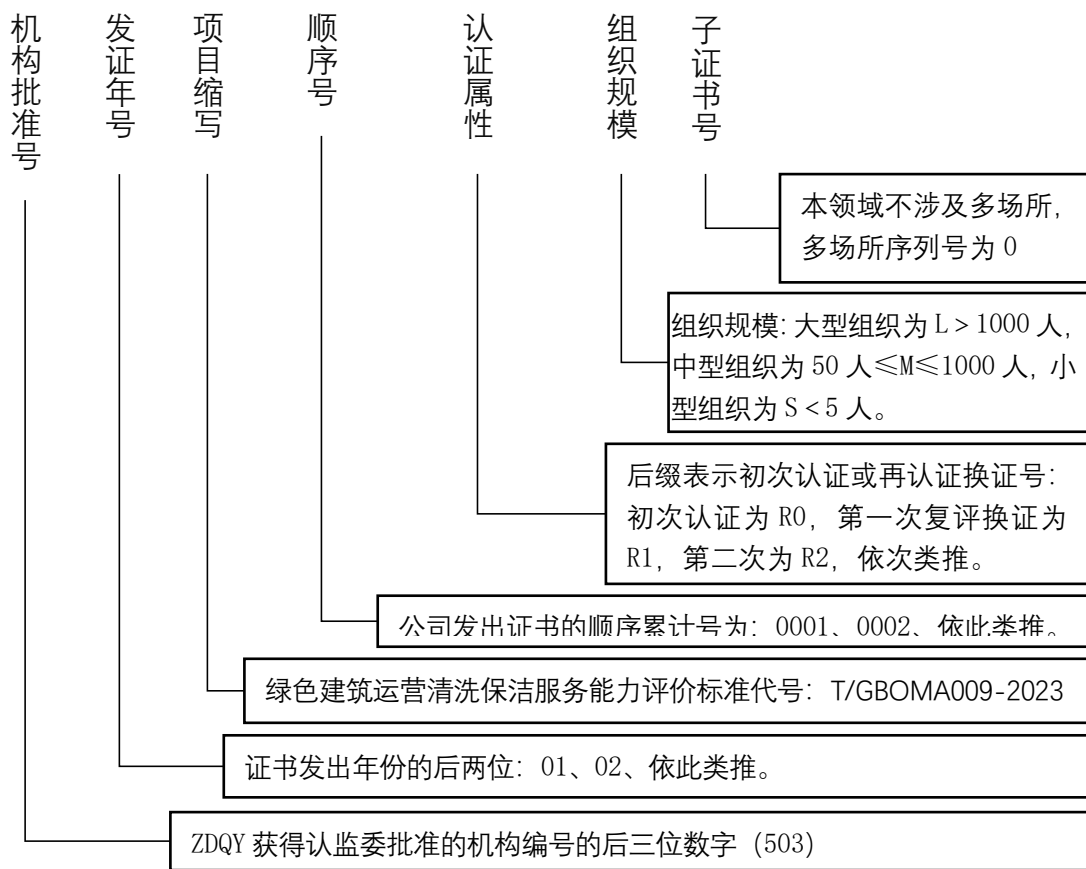 机构批准号
发证年号
项目缩写
顺序号
认证属性
组织规模
子证书号
本领域不涉及多场所，
多场所序列号为 0
组织规模：大型组织为 L＞1000 人，
中型组织为 50 人≤M≤1000 人，小
型组织为 S＜5 人。
后缀表示初次认证或再认证换证号：
初次认证为 R0，第一次复评换证为
R1，第二次为 R2，依次类推。
公司发出证书的顺序累计号为：0001、0002、依此类推。
绿色建筑运营清洗保洁服务能力评价标准代号：T/GBOMA009-2023
证书发出年份的后两位：01、02、依此类推。
ZDQY 获得认监委批准的机构编号的后三位数字（503）